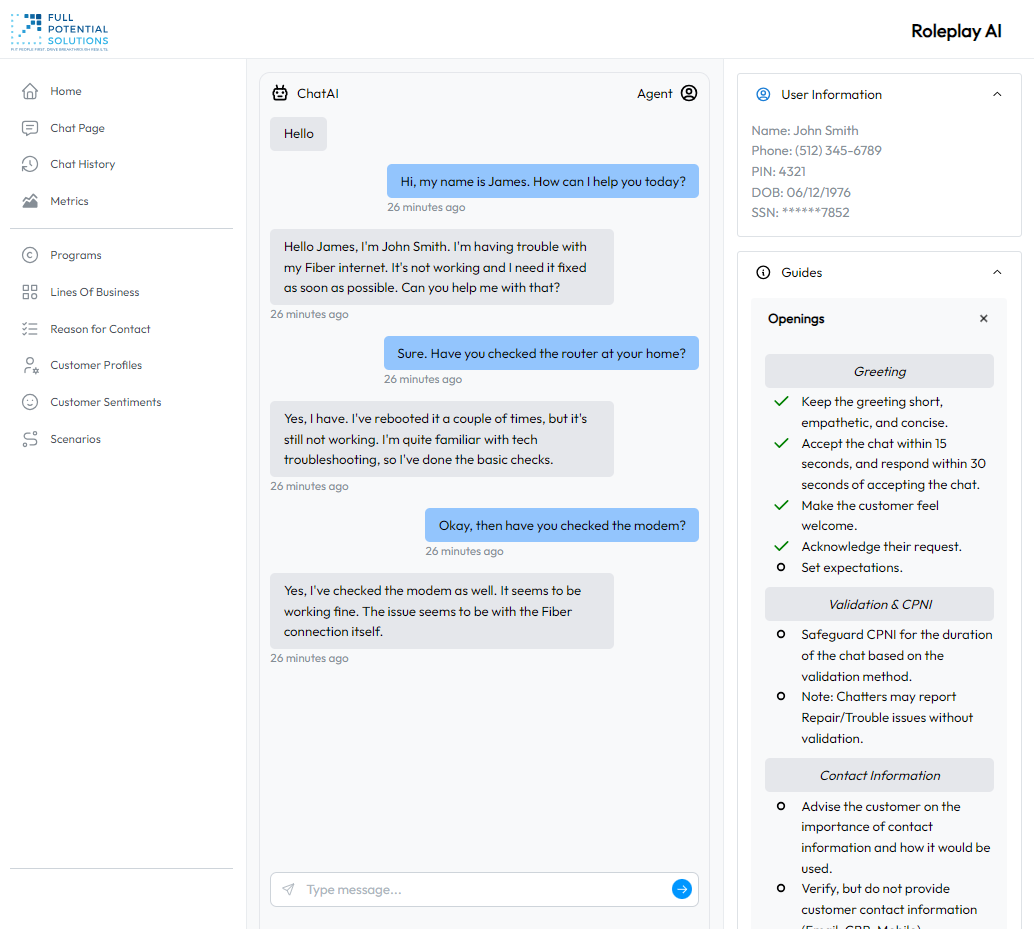 FULL
POTENTIAL
SOLUTIONS
Roleplay AI
Home
Chat Page
Chat History
Metrics
Programs
Lines Of Business
Reason for Contact
Customer Profiles
Customer Sentiments
Scenarios
ChatAI
Agent
Hello
Hi, my name is James. How can I help you today?
26 minutes ago
Hello James, I'm John Smith. I'm having trouble with
my Fiber internet. It's not working and I need it fixed
as soon as possible. Can you help me with that?
26 minutes ago
Sure. Have you checked the router at your home?
26 minutes ago
Yes, I have. I've rebooted it a couple of times, but it's
still not working. I'm quite familiar with tech
troubleshooting, so I've done the basic checks.
26 minutes ago
Okay, then have you checked the modem?
26 minutes ago
Yes, I've checked the modem as well. It seems to be
working fine. The issue seems to be with the Fiber
connection itself.
26 minutes ago
Type message...
User Information
Name: John Smith
Phone: (512) 345-6789
PIN: 4321
DOB: 06/12/1976
SSN: ******7852
Guides
Openings
Greeting
Keep the greeting short,
empathetic, and concise.
Accept the chat within 15
seconds, and respond within 30
seconds of accepting the chat.
Make the customer feel
welcome.
Acknowledge their request.
Set expectations.
Validation & CPNI
Safeguard CPNI for the duration
of the chat based on the
validation method.
Note: Chatters may report
Repair/Trouble issues without
validation.
Contact Information
Advise the customer on the
importance of contact
information and how it would be
used.
Verify, but do not provide
customer contact information
(Email, CBR, Mobile)